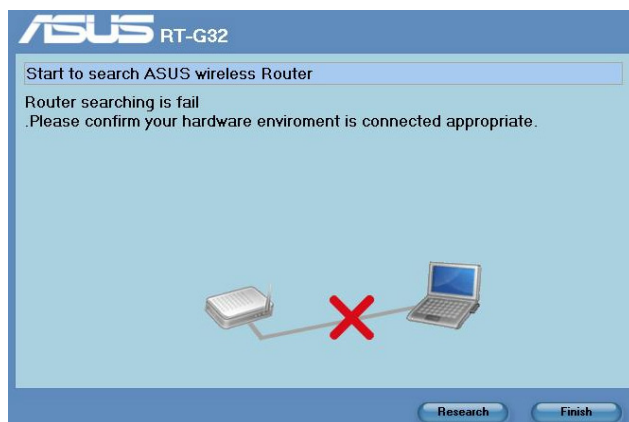 ASUS RT-G32
Start to search ASUS wireless Router
Router searching is fail
.Please confirm your hardware enviroment is connected appropriate.
Research Finish